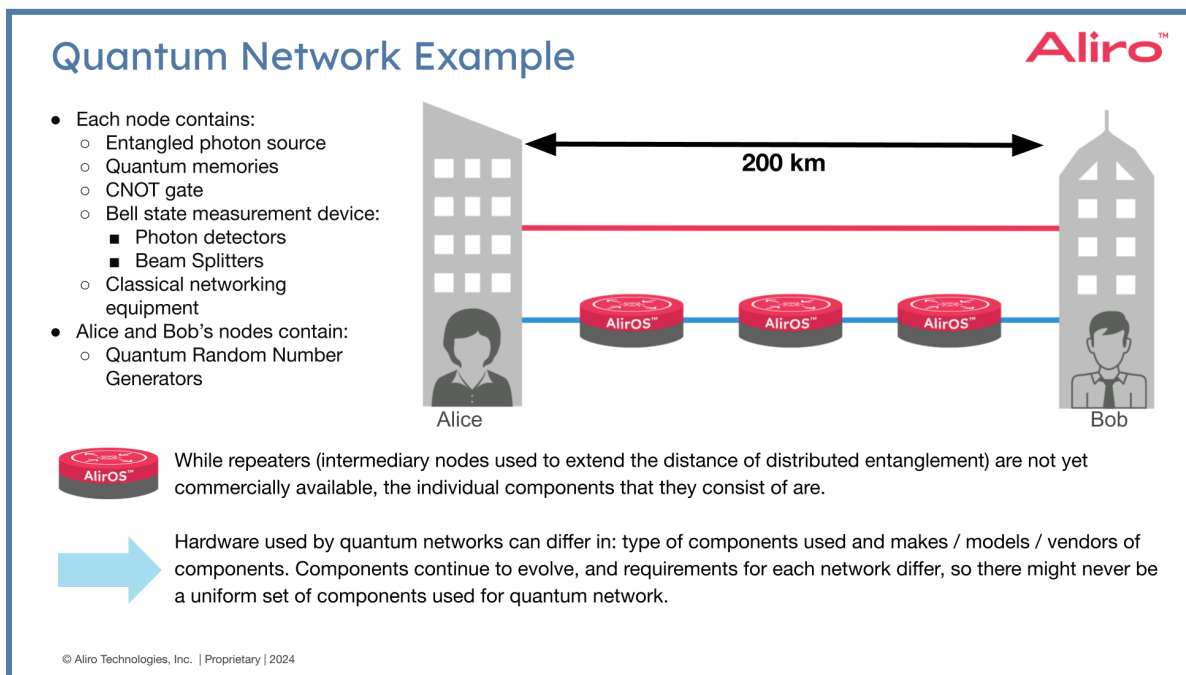 Quantum Network Example
Aliro™
● Each node contains:
○ Entangled photon source
○ Quantum memories
○ CNOT gate
○ Bell state measurement device:
■ Photon detectors
■ Beam Splitters
○ Classical networking
equipment
● Alice and Bob's nodes contain:
○ Quantum Random Number
Generators
200 km
AlirOS™
AlirOS™
AlirOS™
Alice
Bob
AlirOS™
While repeaters (intermediary nodes used to extend the distance of distributed entanglement) are not yet
commercially available, the individual components that they consist of are.
Hardware used by quantum networks can differ in: type of components used and makes / models / vendors of
components. Components continue to evolve, and requirements for each network differ, so there might never be
a uniform set of components used for quantum network.
© Aliro Technologies, Inc. | Proprietary | 2024